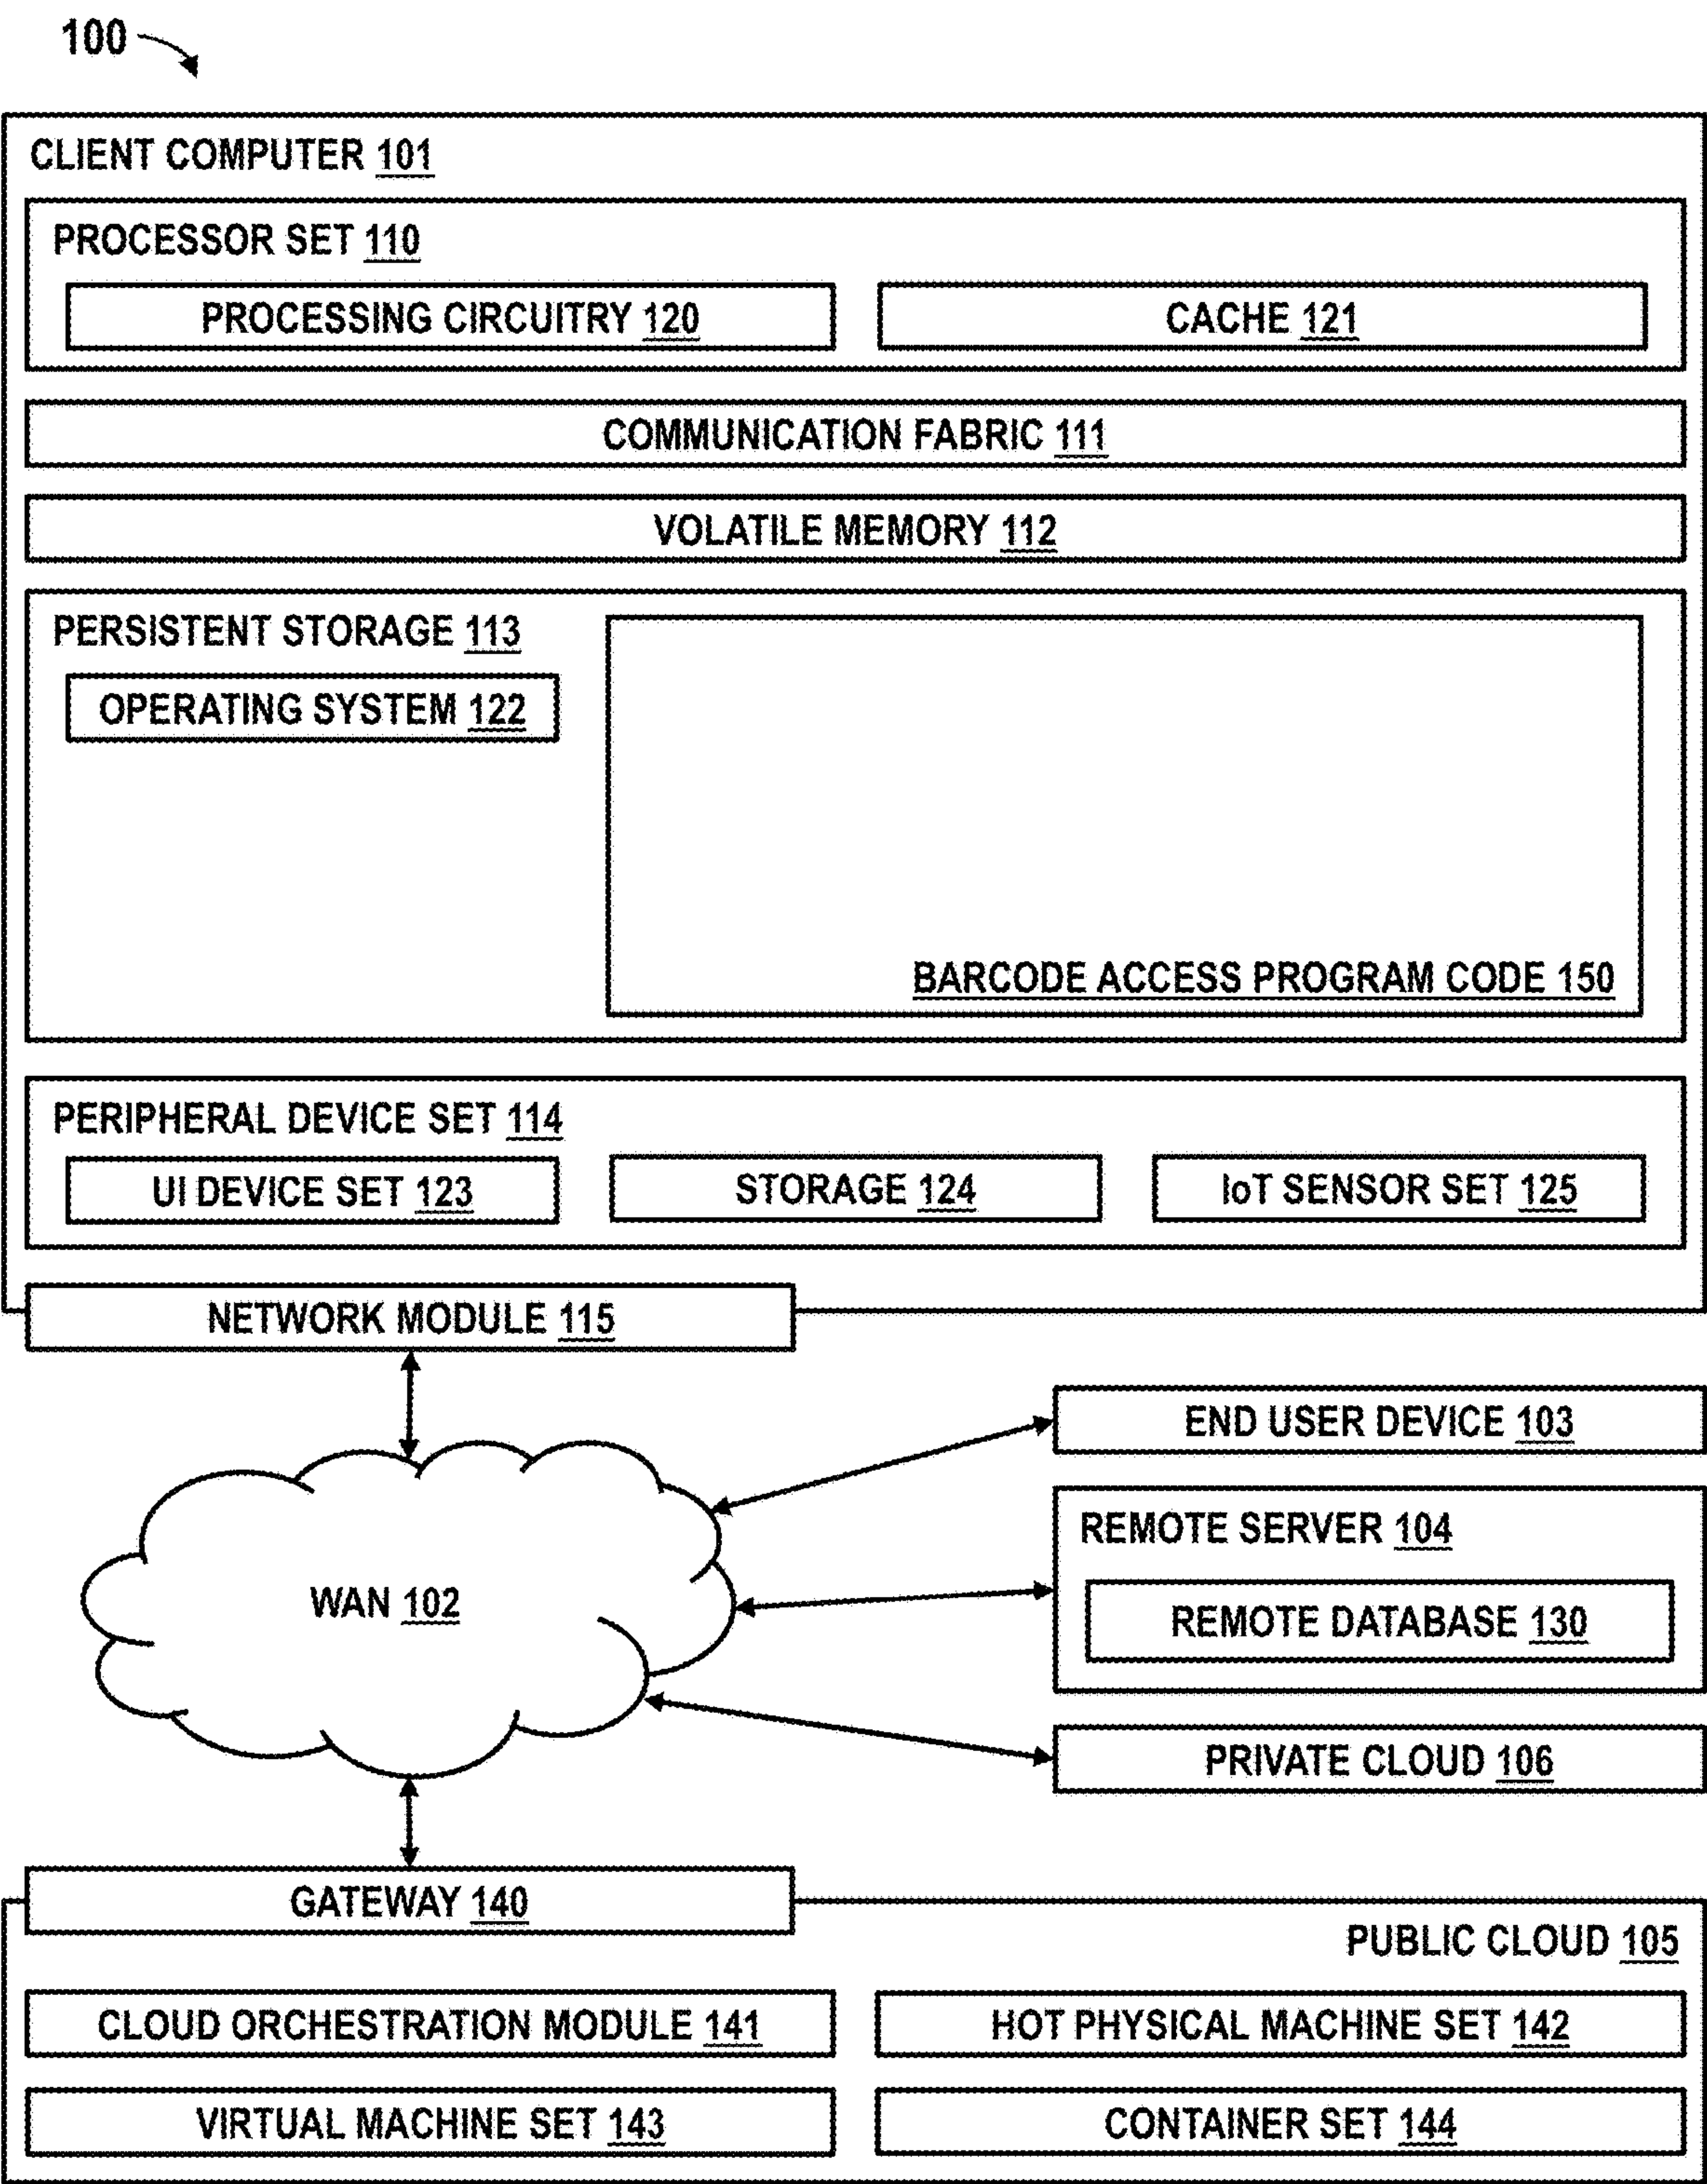 100
CLIENT COMPUTER 101
PROCESSOR SET 110
PROCESSING CIRCUITRY 120
CACHE 121
COMMUNICATION FABRIC 111
VOLATILE MEMORY 112
PERSISTENT STORAGE 113
OPERATING SYSTEM 122
BARCODE ACCESS PROGRAM CODE 150
PERIPHERAL DEVICE SET 114
UI DEVICE SET 123
STORAGE 124
IoT SENSOR SET 125
NETWORK MODULE 115
END USER DEVICE 103
REMOTE SERVER 104
WAN 102
REMOTE DATABASE 130
PRIVATE CLOUD 106
GATEWAY 140
PUBLIC CLOUD 105
CLOUD ORCHESTRATION MODULE 141
HOT PHYSICAL MACHINE SET 142
VIRTUAL MACHINE SET 143
CONTAINER SET 144